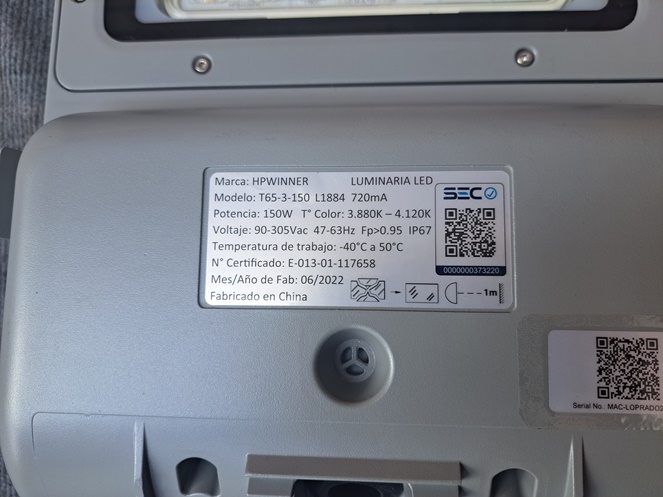 Marca: HPWINNER LUMINARIA LED
Modelo: T65-3-150 L1884 720mA
Potencia: 150W T° Color: 3.880K – 4.120K
Voltaje: 90-305Vac 47-63Hz Fp>0.95 IP67
Temperatura de trabajo: -40°C a 50°C
N° Certificado: E-013-01-117658
Mes/Año de Fab: 06/2022
Fabricado en China
1m
SEC
0000000373220
Serial No.: MAC-LOPRADO2